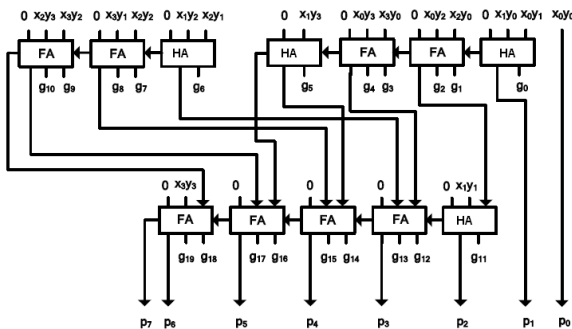 0 x₂y₃ x₃y₂ 0 x₃y₁ x₂y₂ 0 x₁y₂ x₂y₁ 0 x₁y₃ 0 x₀y₃ x₃y₀ 0 x₀y₂ x₂y₀ 0 x₁y₀ x₀y₁ x₀y₀
FA FA HA HA FA FA HA
g₁₀ g₉ g₈ g₇ g₆ g₅ g₄ g₃ g₂ g₁ g₀
0 x₃y₃ 0 0 0 0 x₁y₁
FA FA FA FA HA
g₁₉ g₁₈ g₁₇ g₁₆ g₁₅ g₁₄ g₁₃ g₁₂ g₁₁
p₇ p₆ p₅ p₄ p₃ p₂ p₁ p₀